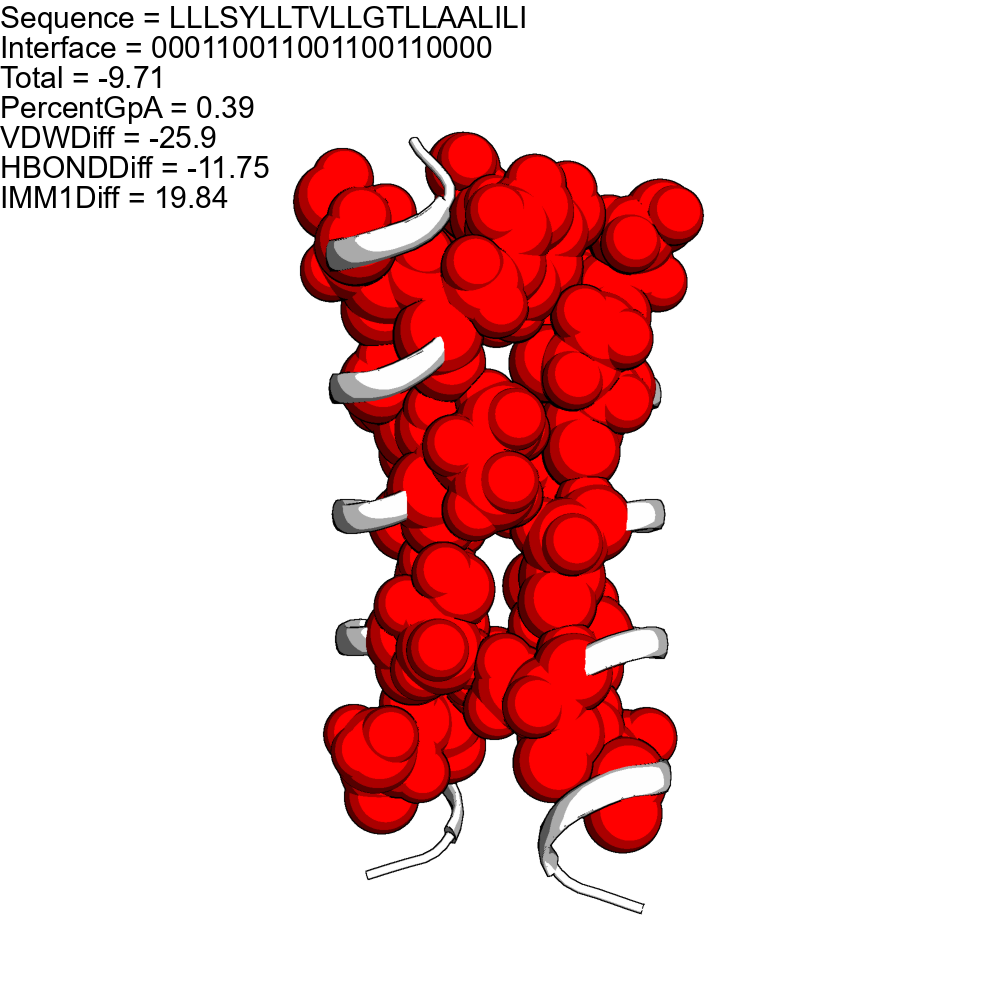 Sequence = LLLSYLLTVLLGTLLAALILI
Interface = 000110011001100110000
Total = -9.71
PercentGpA = 0.39
VDWDiff = -25.9
HBONDDiff = -11.75
IMM1Diff = 19.84